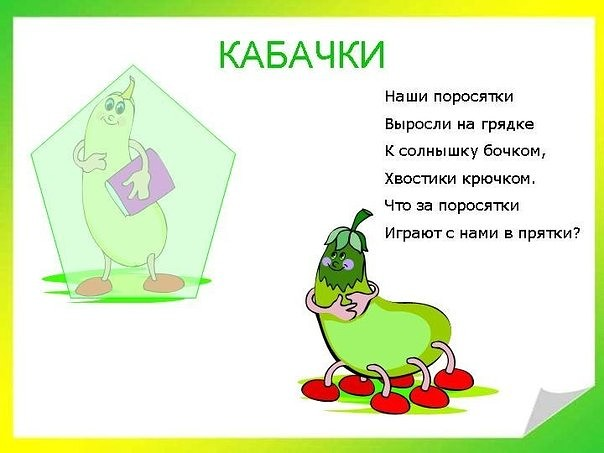 КАБАЧКИ
Наши поросятки
Выросли на грядке
К солнышку бочком,
Хвостики крючком.
Что за поросятки
Играют с нами в прятки?